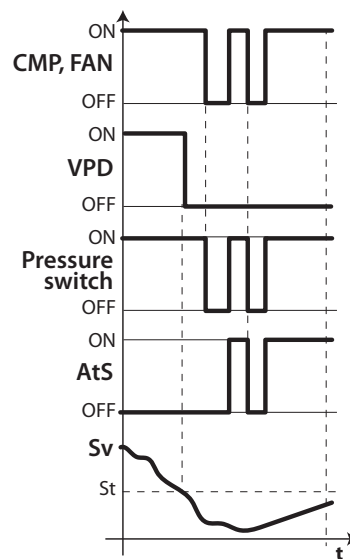 ON
CMP, FAN
OFF
ON
VPD
OFF
ON
Pressure
switch
OFF
ON
AtS
OFF
Sv
St
t